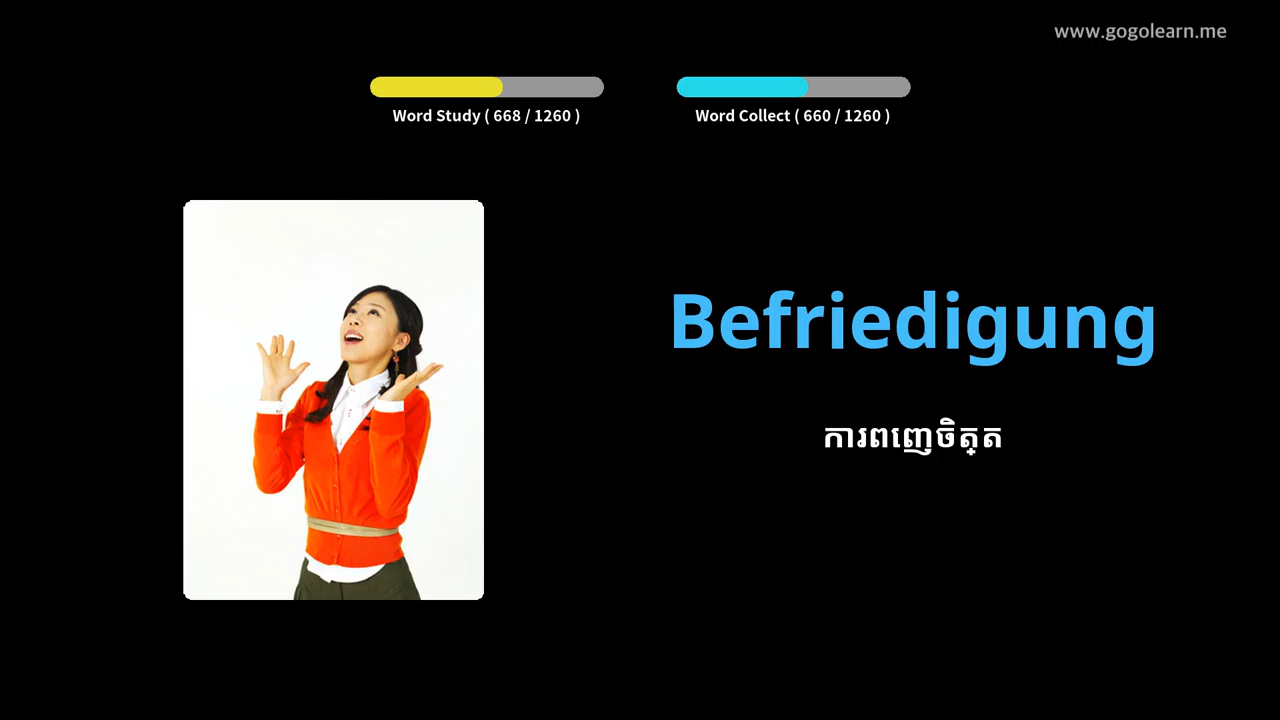 www.gogolearn.me
Word Study ( 668 / 1260 )
Word Collect ( 660 / 1260 )
Befriedigung
ការពញេចិត្ត